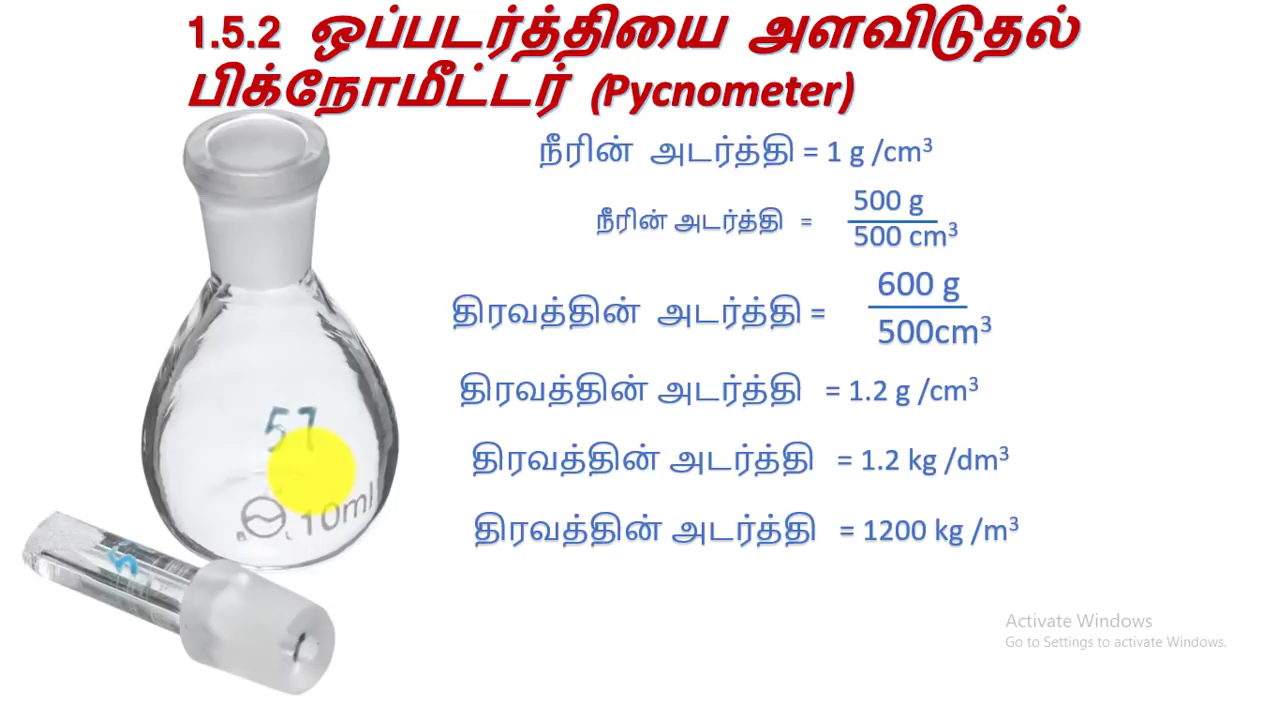 1.5.2 ஒப்படர்த்தியை அளவிடுதல்
பிக்நோமீட்டர் (Pycnometer)
நீரின் அடர்த்தி = 1 g /cm³
நீரின் அடர்த்தி =
500 g
500 cm³
திரவத்தின் அடர்த்தி =
600 g
500cm³
திரவத்தின் அடர்த்தி = 1.2 g /cm³
திரவத்தின் அடர்த்தி = 1.2 kg /dm³
திரவத்தின் அடர்த்தி = 1200 kg /m³
57
10ml
Activate Windows
Go to Settings to activate Windows.